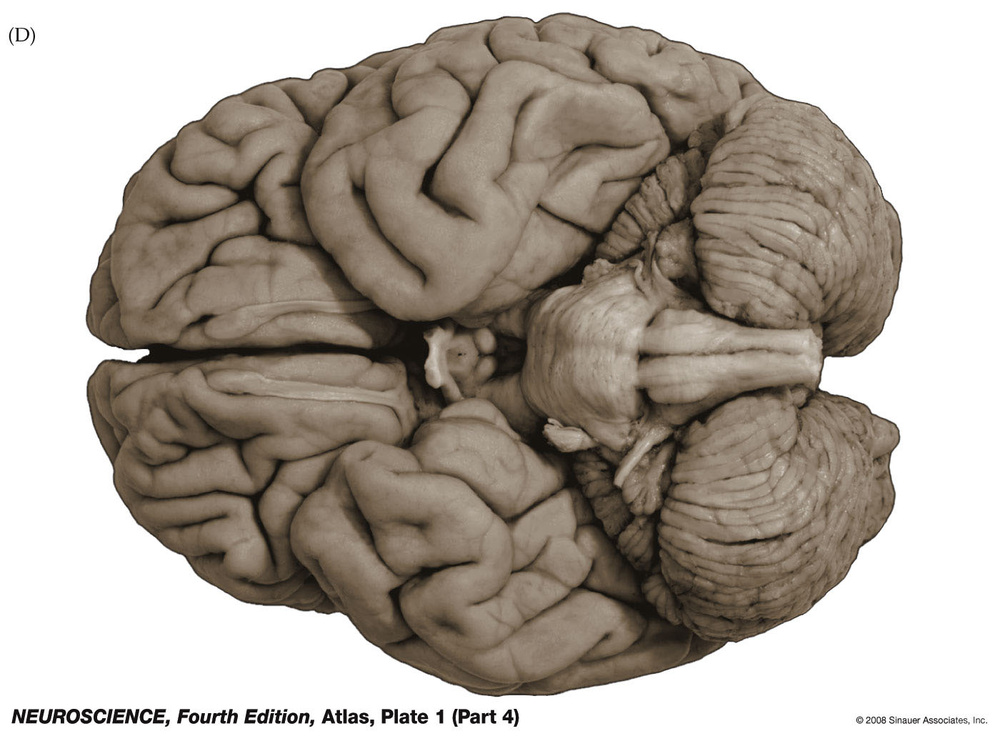 (D)
NEUROSCIENCE, Fourth Edition, Atlas, Plate 1 (Part 4)
© 2008 Sinauer Associates, Inc.